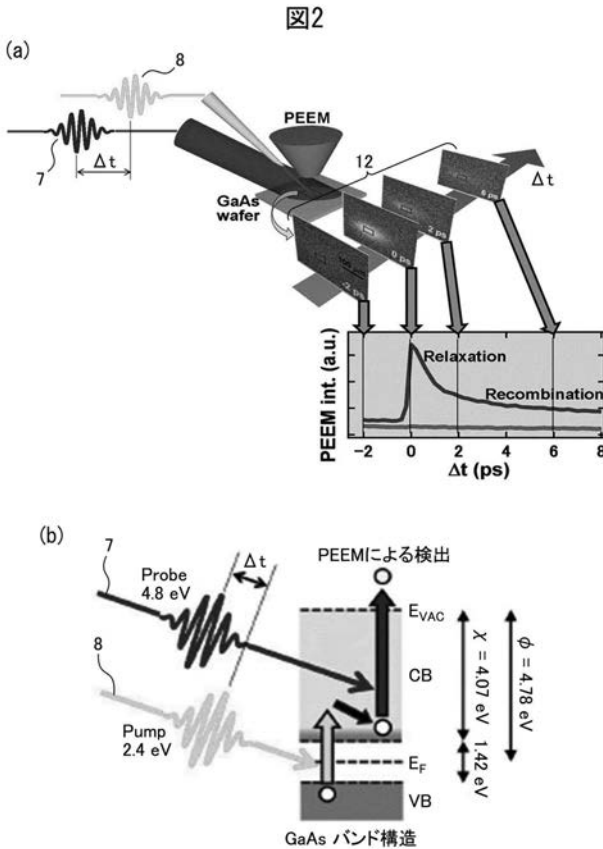 図2
(a)
8
7
Δt
PEEM
12
GaAs
wafer
Δt
-2 ps
0 ps
2 ps
6 ps
PEEM int. (a.u.)
Relaxation
Recombination
-2 0 2 4 6 8
Δt (ps)
(b)
7
Probe
4.8 eV
Δt
8
Pump
2.4 eV
PEEMによる検出
E_VAC
CB
E_F
VB
χ = 4.07 eV
φ = 4.78 eV
1.42 eV
GaAs バンド構造